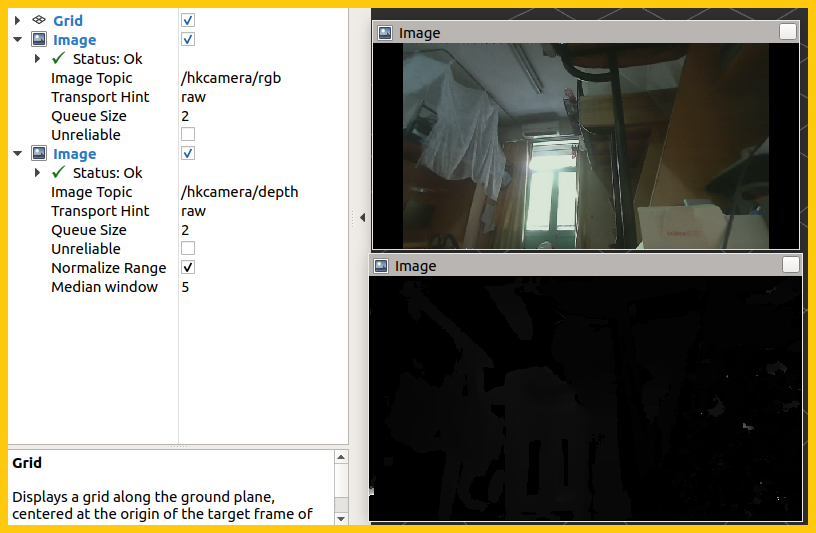 Grid
Image
Status: Ok
Image Topic /hkcamera/rgb
Transport Hint raw
Queue Size 2
Unreliable
Image
Status: Ok
Image Topic /hkcamera/depth
Transport Hint raw
Queue Size 2
Unreliable
Normalize Range
Median window 5
Grid
Displays a grid along the ground plane,
centered at the origin of the target frame of
Image
Image